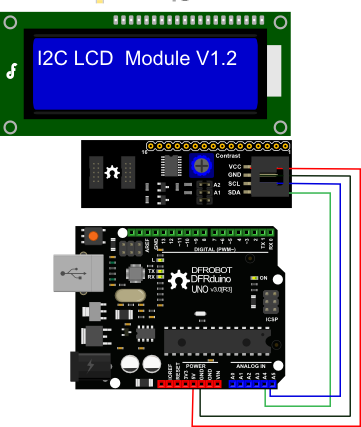 I2C LCD Module V1.2
16
1
Contrast
VCC
GND
SCL
SDA
A2
A1
AREF
GND
13
12
~11
~10
~9
8
7
~6
~5
4
~3
2
TX 1
RX 0
DIGITAL (PWM~)
L
TX
RX
DFROBOT
DFRduino
UNO v3.0[R3]
ON
ICSP
POWER
ANALOG IN
IOREF
RESET
3V3
5V
GND
GND
VIN
A0
A1
A2
A3
A4
A5